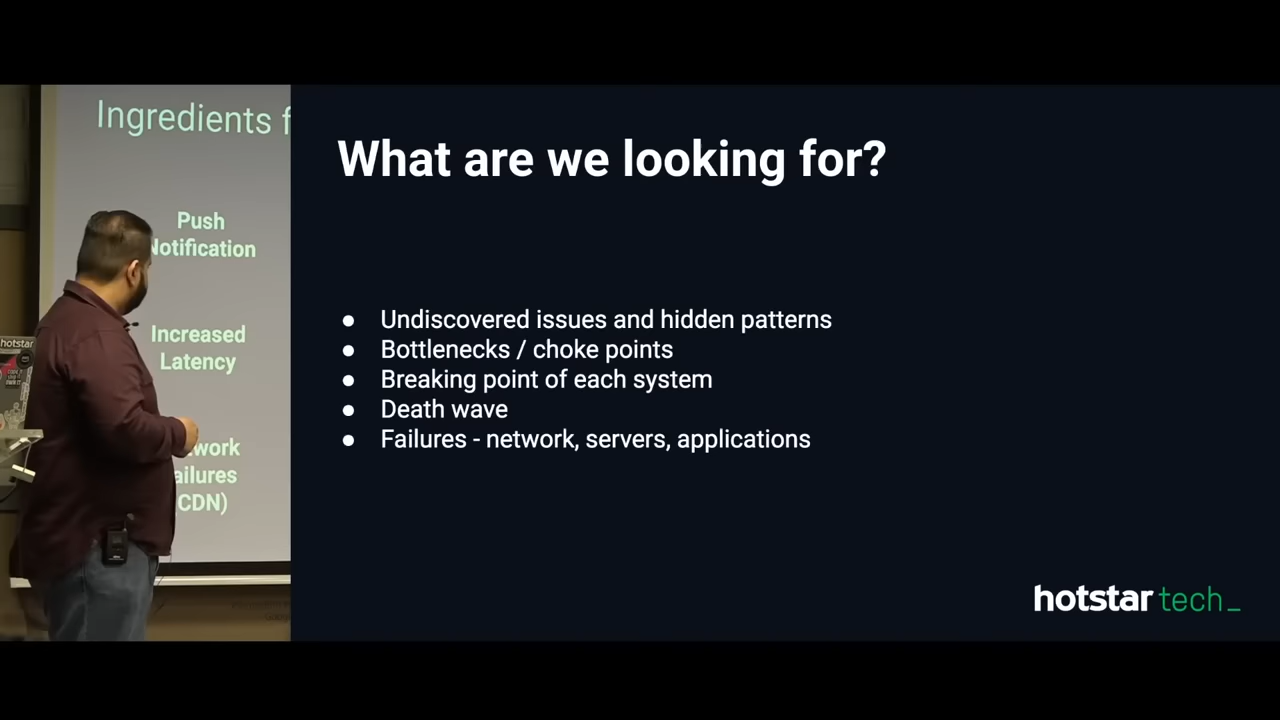 Ingredients f
Push
Notification
Increased
Latency
work
ailures
CDN)
hotstar
What are we looking for?
● Undiscovered issues and hidden patterns
● Bottlenecks / choke points
● Breaking point of each system
● Death wave
● Failures - network, servers, applications
hotstar tech_